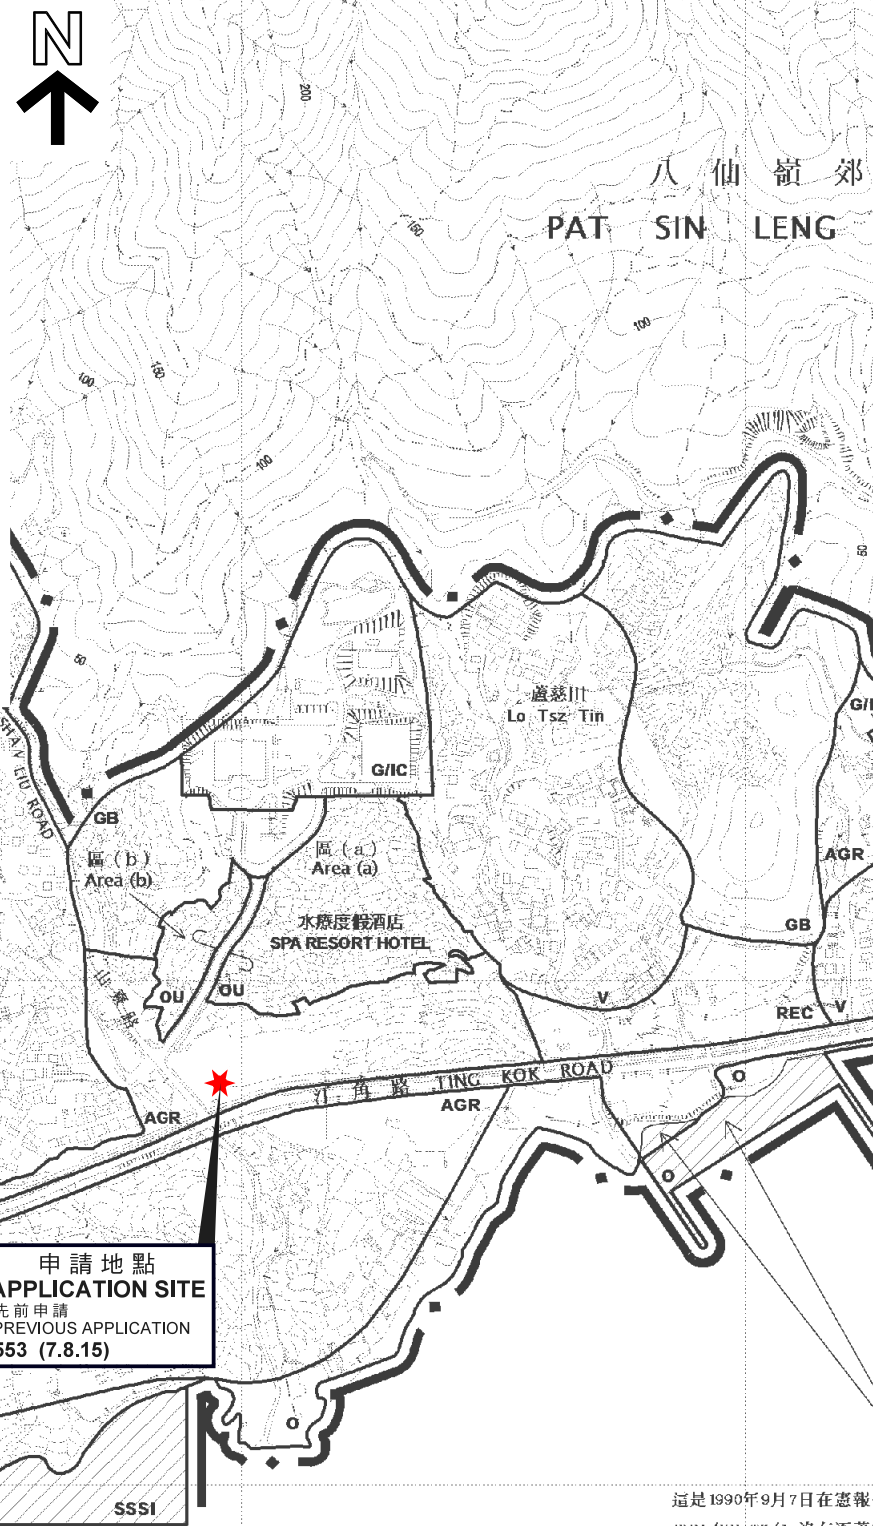 N
200
八 仙 嶺 郊
PAT SIN LENG
150
100
100
150
100
50
50
蘆慈田
Lo Tsz Tin
G/IC
SHAN LIU ROAD
GB
區 (b)
Area (b)
區 (a)
Area (a)
AGR
水療度假酒店
SPA RESORT HOTEL
GB
OU
OU
山寮路
V
REC
V
汀 角 路 TING KOK ROAD
O
AGR
AGR
O
申請地點
APPLICATION SITE
先前申請
PREVIOUS APPLICATION
553 (7.8.15)
O
SSSI
這是1990年9月7日在憲報